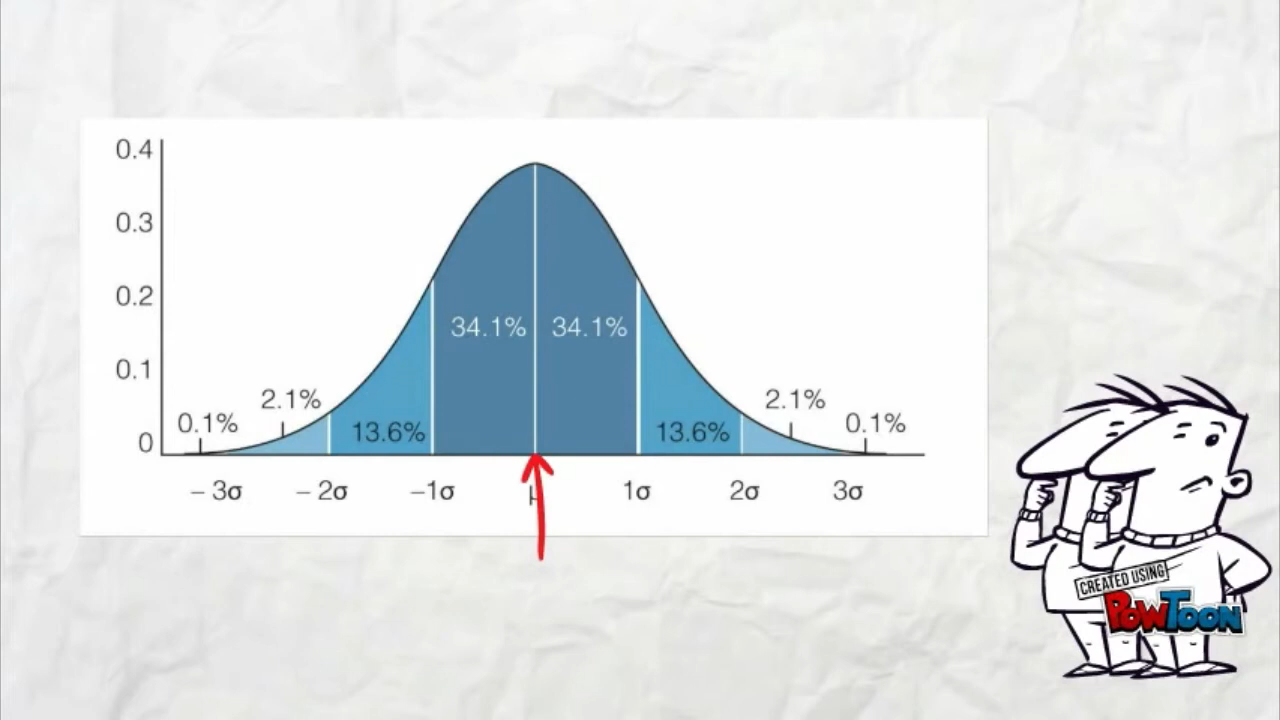 0.4
0.3
0.2
0.1
0
0.1%
2.1%
13.6%
34.1%
34.1%
13.6%
2.1%
0.1%
– 3σ
– 2σ
–1σ
μ
1σ
2σ
3σ
CREATED USING
POWTOON